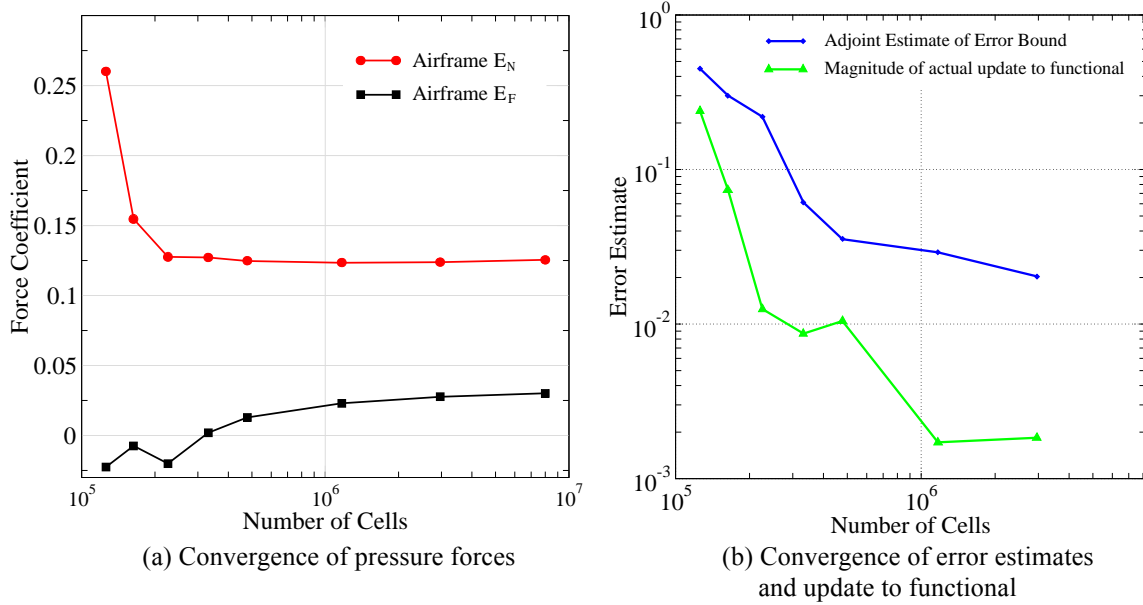 Airframe E_N
Airframe E_F
0.25
0.2
0.15
0.1
0.05
0
Force Coefficient
10^5
10^6
10^7
Number of Cells
(a) Convergence of pressure forces
Adjoint Estimate of Error Bound
Magnitude of actual update to functional
10^0
10^-1
10^-2
10^-3
Error Estimate
10^5
10^6
Number of Cells
(b) Convergence of error estimates
and update to functional